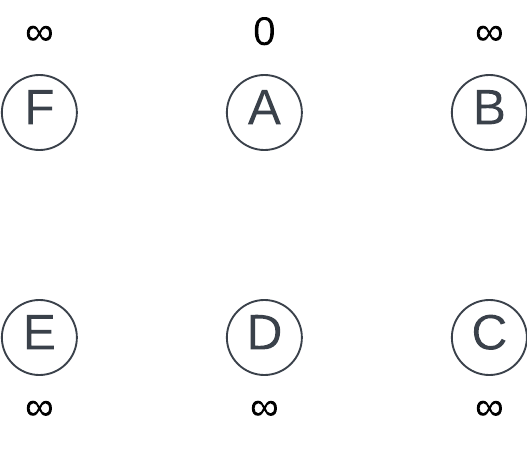 ∞ 0 ∞
F A B
E D C
∞ ∞ ∞